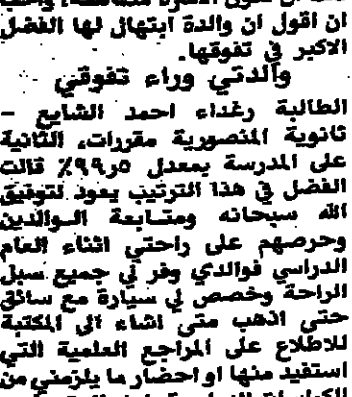 ان اقول ان والدة ابتهال لها الفضل
الاكبر في تفوقها.
والدتي وراء تفوقي
الطالبة رغداء احمد الشايع –
ثانوية المنصورية مقررات، الثانية
على المدرسة بمعدل ٩٩٫٥٪ قالت
الفضل في هذا الترتيب يعود لتوفيق
الله سبحانه ومتابعة الوالدين
وحرصهم على راحتي اثناء العام
الدراسي فوالدي وفر لي جميع سبل
الراحة وخصص لي سيارة مع سائق
حتى اذهب متى اشاء الى المكتبة
للاطلاع على المراجع العلمية التي
استفيد منها او احضار ما يلزمني من